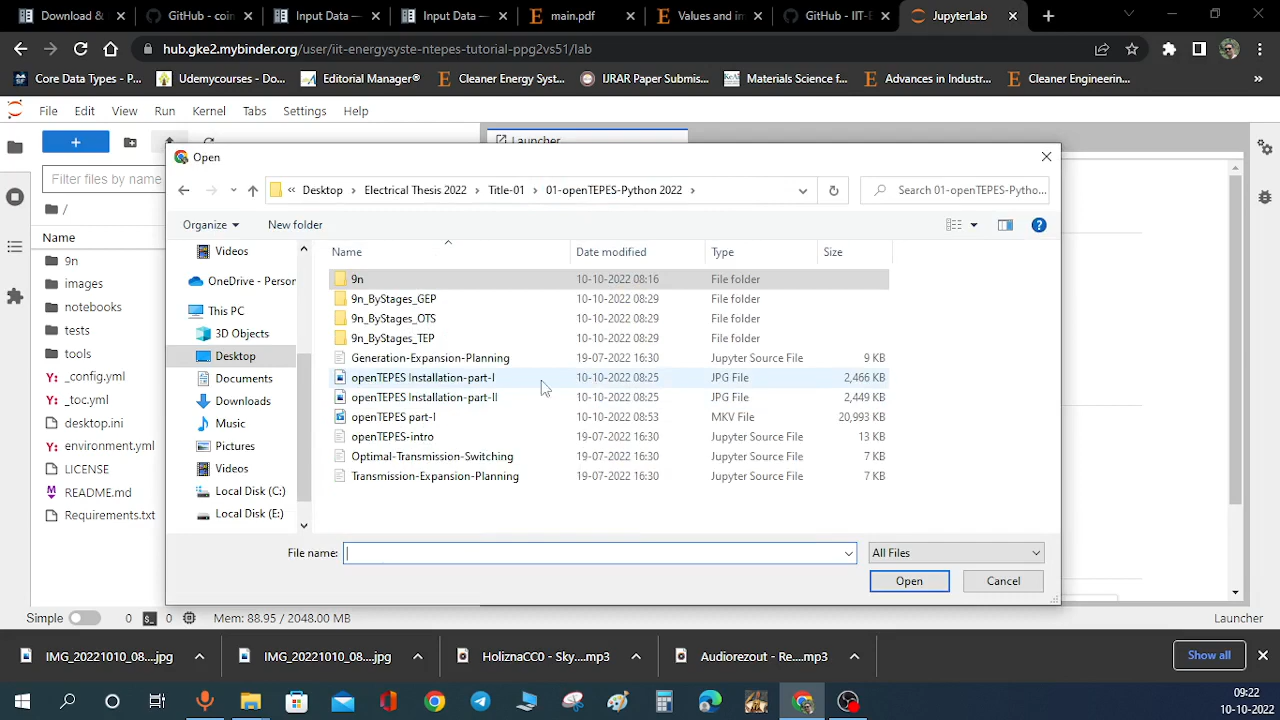 Download &
GitHub - coin
Input Data —
Input Data —
main.pdf
Values and im
GitHub - IIT-E
JupyterLab
hub.gke2.mybinder.org/user/iit-energysyste-ntepes-tutorial-ppg2vs51/lab
Core Data Types - P...
Udemycourses - Do...
Editorial Manager®
Cleaner Energy Syst...
IJRAR Paper Submis...
Materials Science f...
Advances in Industr...
Cleaner Engineerin...
»
File Edit View Run Kernel Tabs Settings Help
Launcher
Filter files by name
/
Name
9n
images
notebooks
tests
tools
_config.yml
_toc.yml
desktop.ini
environment.yml
LICENSE
README.md
Requirements.txt
Open
Desktop › Electrical Thesis 2022 › Title-01 › 01-openTEPES-Python 2022 ›
Search 01-openTEPES-Pytho...
Organize
New folder
Videos
OneDrive - Person
This PC
3D Objects
Desktop
Documents
Downloads
Music
Pictures
Videos
Local Disk (C:)
Local Disk (E:)
Name Date modified Type Size
9n 10-10-2022 08:16 File folder
9n_ByStages_GEP 10-10-2022 08:29 File folder
9n_ByStages_OTS 10-10-2022 08:29 File folder
9n_ByStages_TEP 10-10-2022 08:29 File folder
Generation-Expansion-Planning 19-07-2022 16:30 Jupyter Source File 9 KB
openTEPES Installation-part-I 10-10-2022 08:25 JPG File 2,466 KB
openTEPES Installation-part-II 10-10-2022 08:25 JPG File 2,449 KB
openTEPES part-I 10-10-2022 08:53 MKV File 20,993 KB
openTEPES-intro 19-07-2022 16:30 Jupyter Source File 13 KB
Optimal-Transmission-Switching 19-07-2022 16:30 Jupyter Source File 7 KB
Transmission-Expansion-Planning 19-07-2022 16:30 Jupyter Source File 7 KB
File name:
All Files
Open
Cancel
Simple 0 0 Mem: 88.95 / 2048.00 MB
Launcher
IMG_20221010_08....jpg
IMG_20221010_08....jpg
HoliznaCC0 - Sky....mp3
Audiorezout - Re....mp3
Show all
09:22
10-10-2022